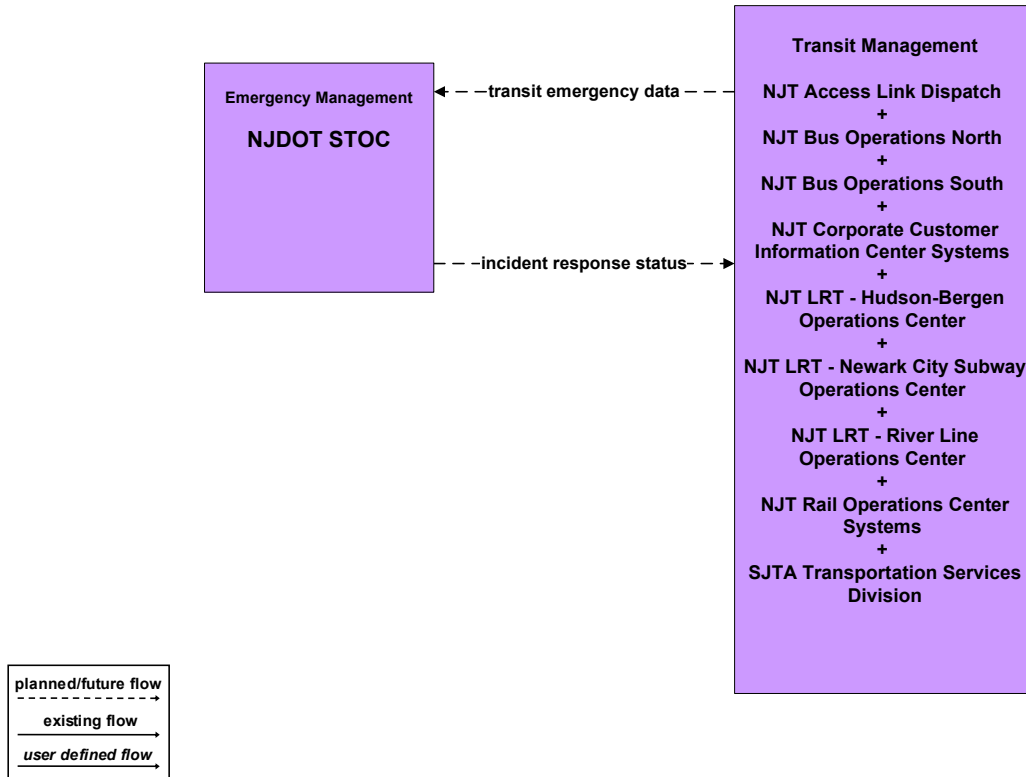 Emergency Management
NJDOT STOC
transit emergency data
incident response status
Transit Management
NJT Access Link Dispatch
+
NJT Bus Operations North
+
NJT Bus Operations South
+
NJT Corporate Customer
Information Center Systems
+
NJT LRT - Hudson-Bergen
Operations Center
+
NJT LRT - Newark City Subway
Operations Center
+
NJT LRT - River Line
Operations Center
+
NJT Rail Operations Center
Systems
+
SJTA Transportation Services
Division
planned/future flow
existing flow
user defined flow